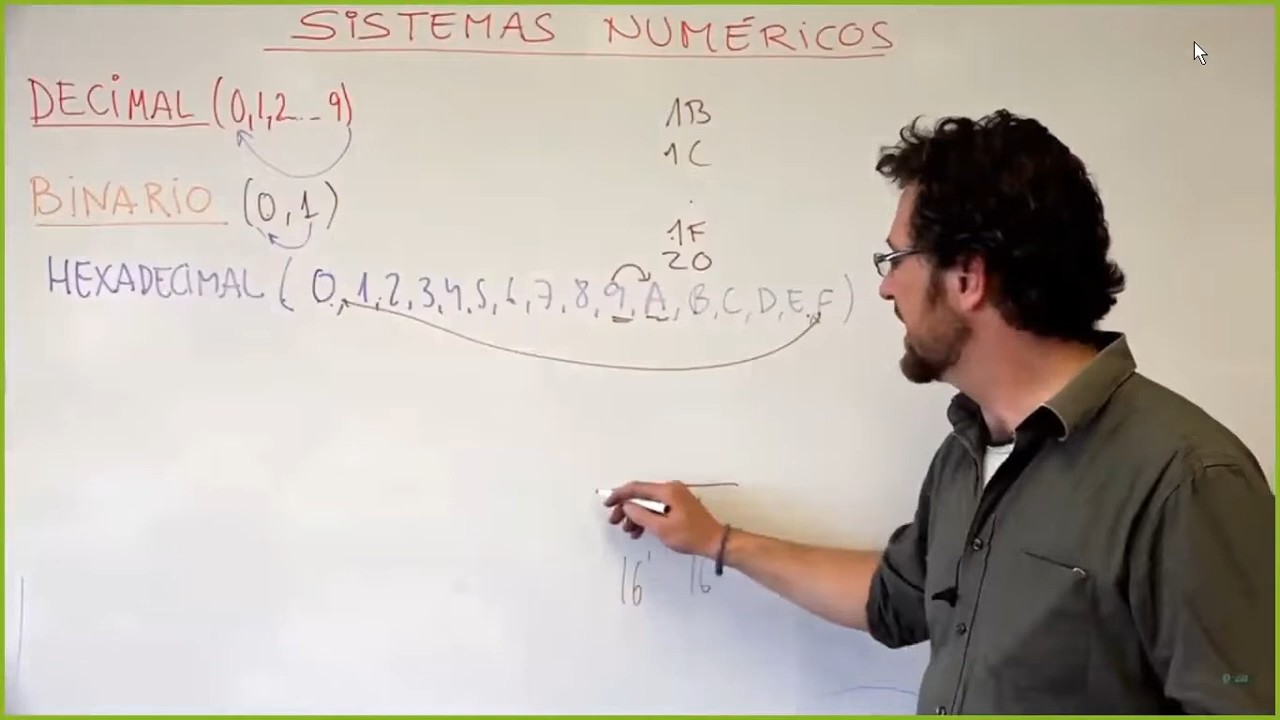 SISTEMAS NUMÉRICOS
DECIMAL (0,1,2... 9)
BINARIO (0,1)
HEXADECIMAL ( 0,1,2,3,4,5,6,7,8,9,A,B,C,D,E,F )
1B
1C
.
1F
20
16¹ 16